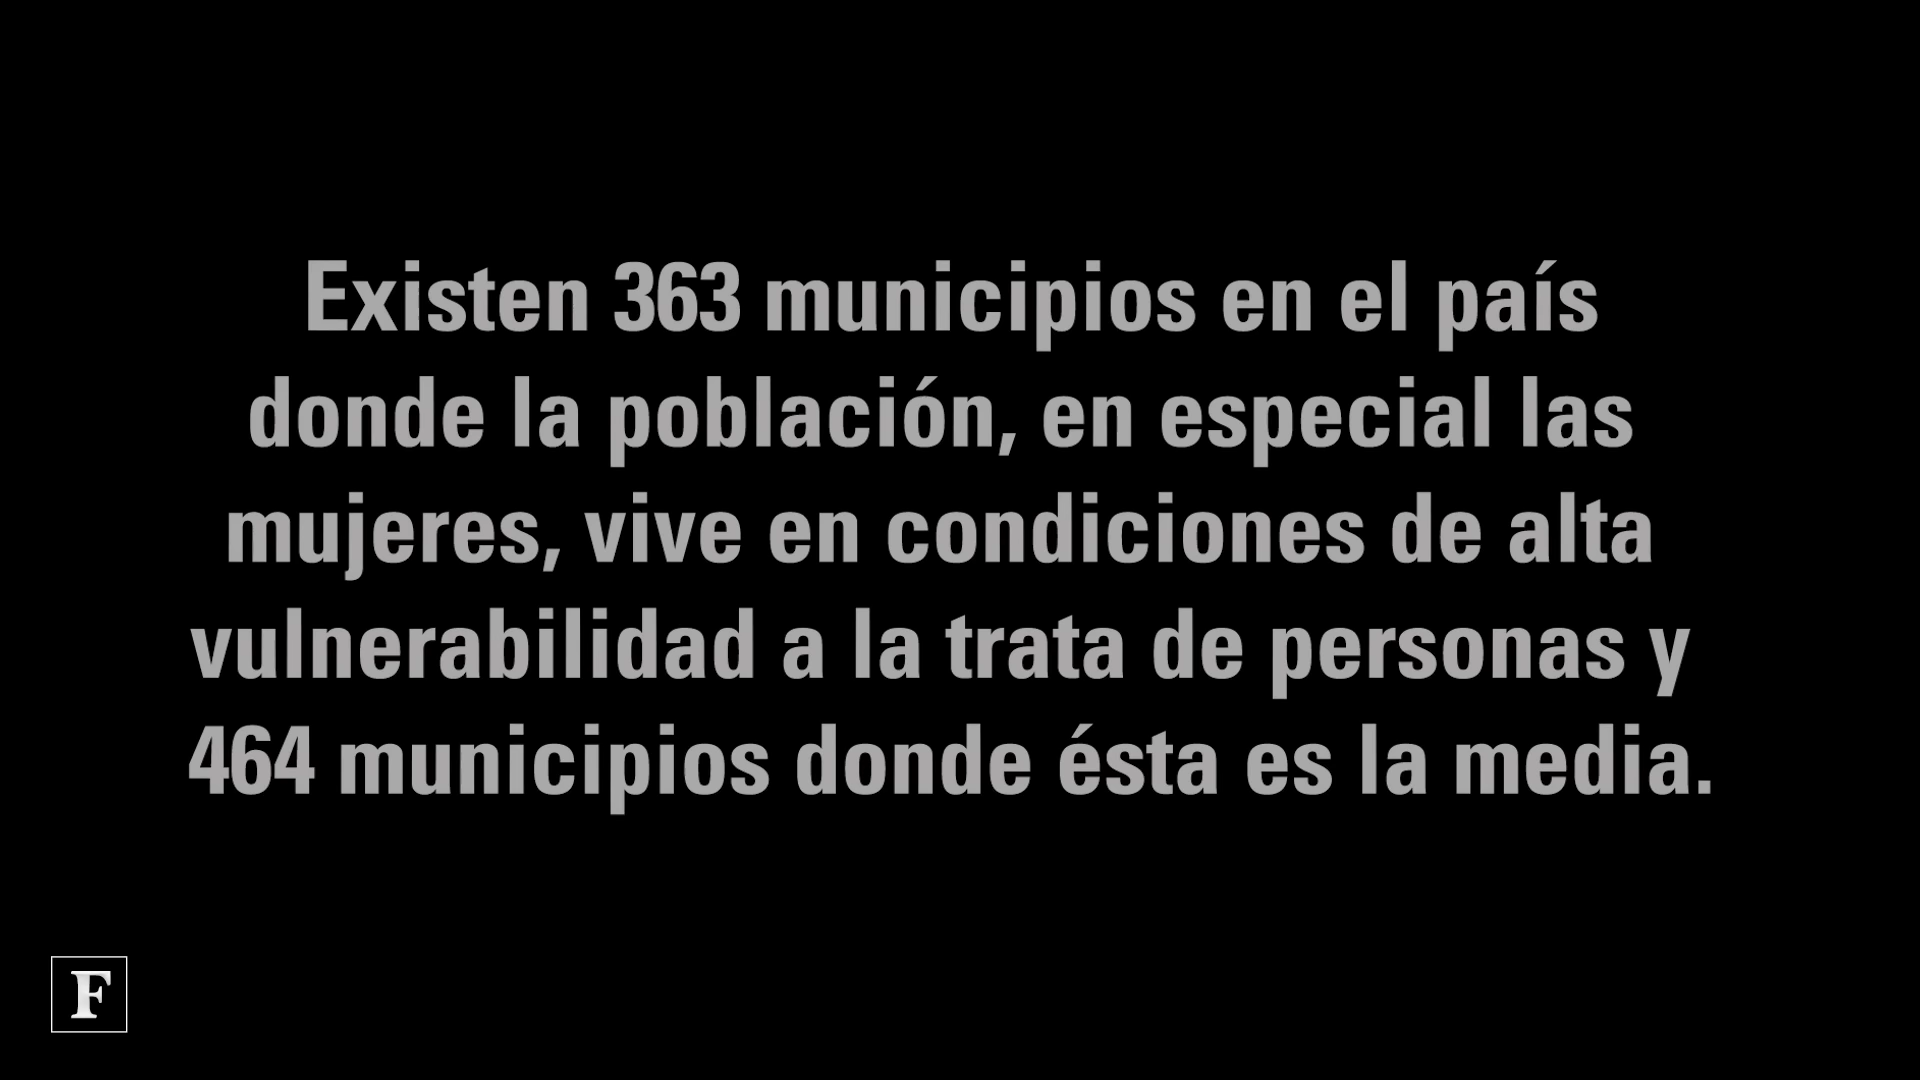 Existen 363 municipios en el país
donde la población, en especial las
mujeres, vive en condiciones de alta
vulnerabilidad a la trata de personas y
464 municipios donde ésta es la media.
F